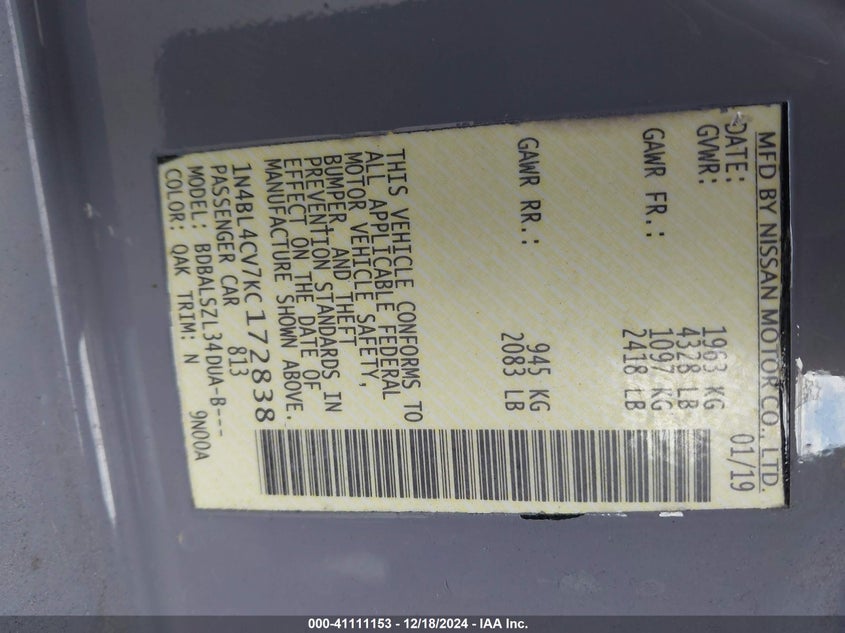 MFD BY NISSAN MOTOR CO., LTD.
DATE: 01/19
GVWR: 1963 KG
4328 LB
GAWR FR.: 1097 KG
2418 LB
GAWR RR.: 945 KG
2083 LB
THIS VEHICLE CONFORMS TO
ALL APPLICABLE FEDERAL
MOTOR VEHICLE SAFETY,
BUMPER, AND THEFT
PREVENTION STANDARDS IN
EFFECT ON THE DATE OF
MANUFACTURE SHOWN ABOVE.
1N4BL4CV7KC172838
PASSENGER CAR 813
MODEL: BDBALSZL34DUA-B---
COLOR: QAK TRIM: N 9N00A
000-41111153 - 12/18/2024 - IAA Inc.